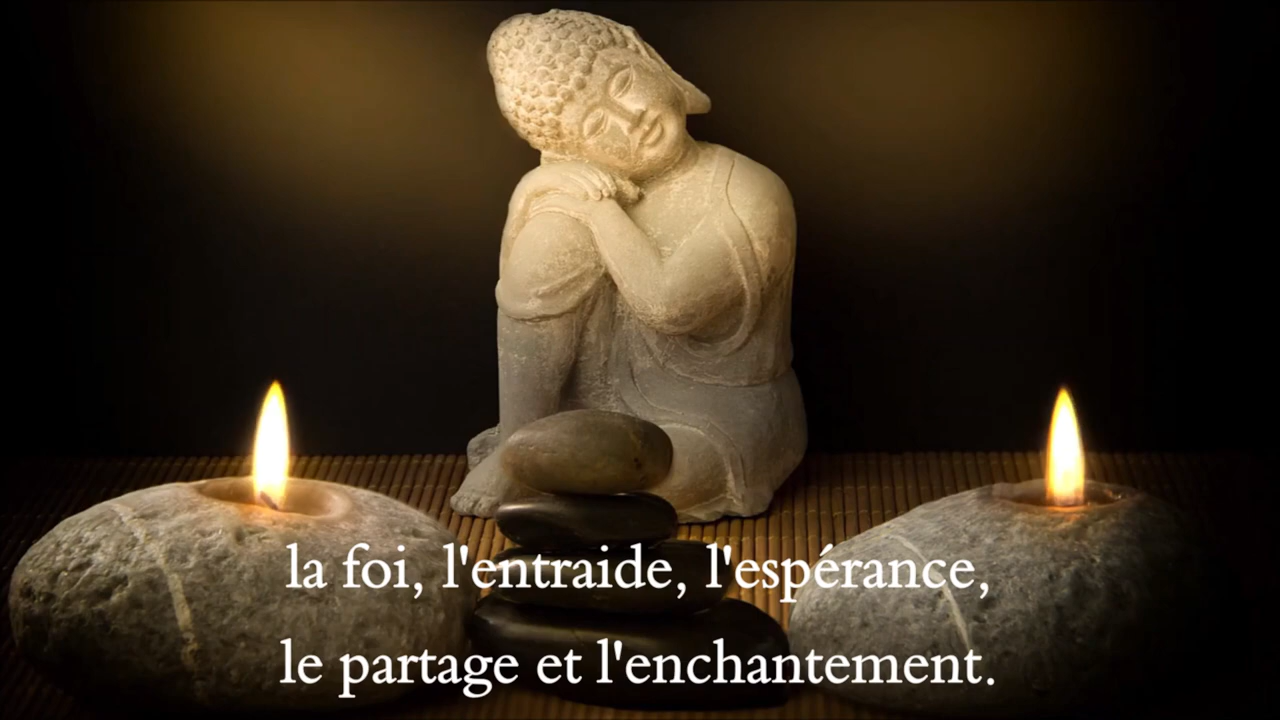 la foi, l'entraide, l'espérance,
le partage et l'enchantement.